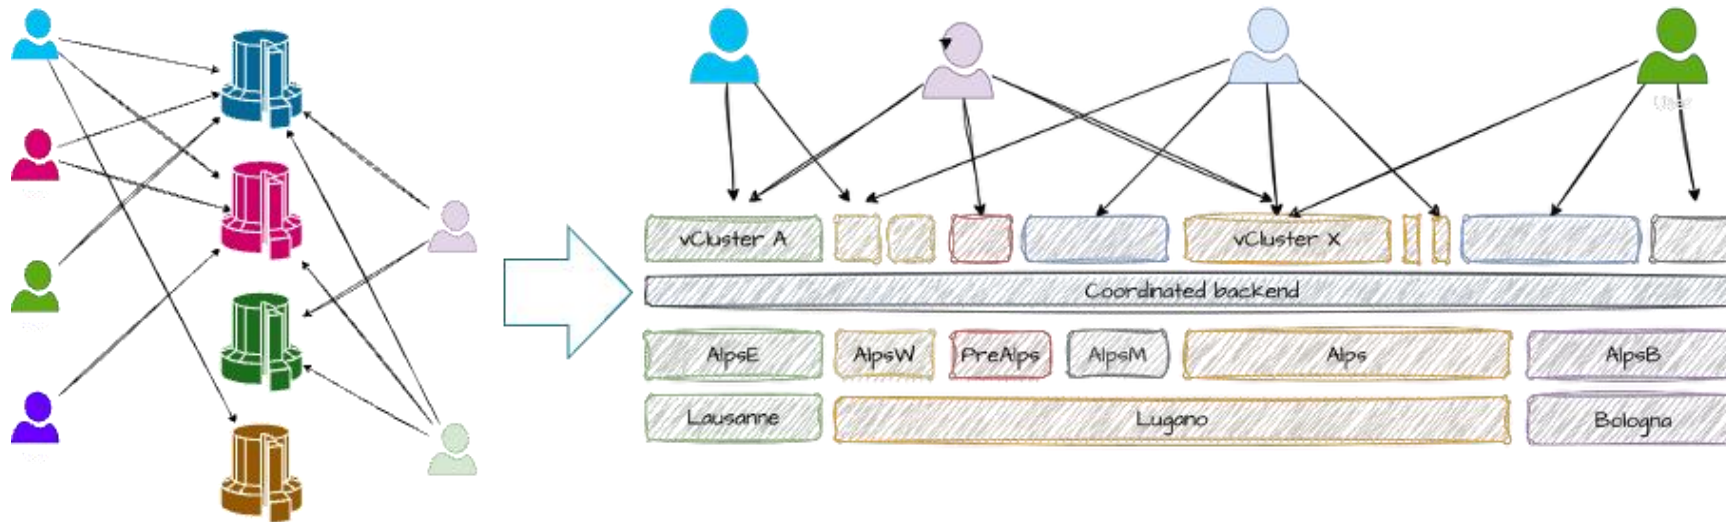 vCluster A
vCluster X
Coordinated backend
AlpsE
AlpsW
PreAlps
AlpsM
Alps
AlpsB
Lausanne
Lugano
Bologna